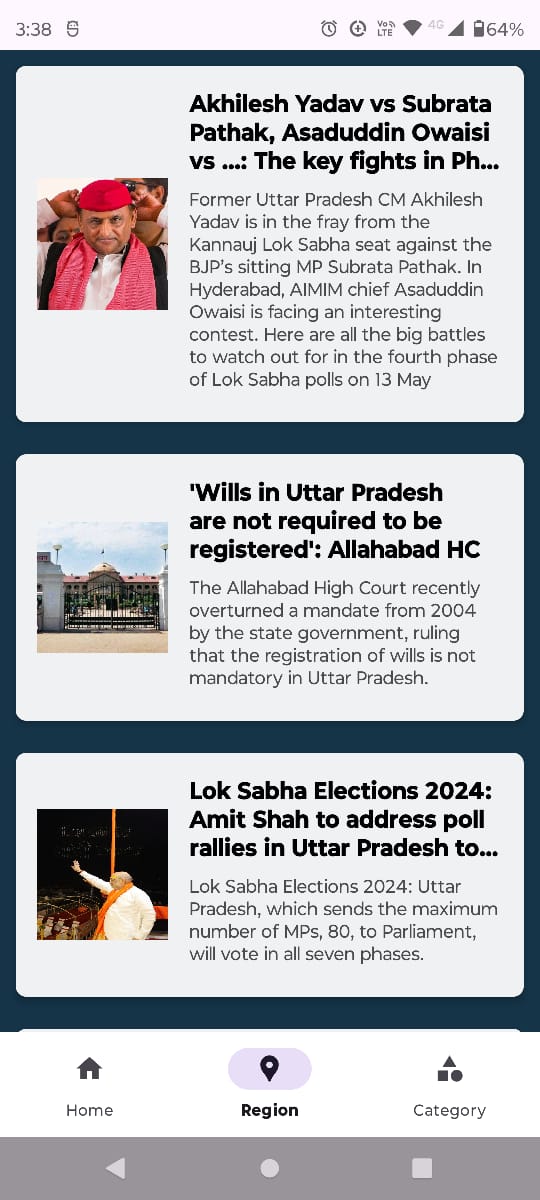 3:38
Vo
LTE
4G
64%
Akhilesh Yadav vs Subrata
Pathak, Asaduddin Owaisi
vs ...: The key fights in Ph...
Former Uttar Pradesh CM Akhilesh
Yadav is in the fray from the
Kannauj Lok Sabha seat against the
BJP's sitting MP Subrata Pathak. In
Hyderabad, AIMIM chief Asaduddin
Owaisi is facing an interesting
contest. Here are all the big battles
to watch out for in the fourth phase
of Lok Sabha polls on 13 May
'Wills in Uttar Pradesh
are not required to be
registered': Allahabad HC
The Allahabad High Court recently
overturned a mandate from 2004
by the state government, ruling
that the registration of wills is not
mandatory in Uttar Pradesh.
Lok Sabha Elections 2024:
Amit Shah to address poll
rallies in Uttar Pradesh to...
Lok Sabha Elections 2024: Uttar
Pradesh, which sends the maximum
number of MPs, 80, to Parliament,
will vote in all seven phases.
Home
Region
Category